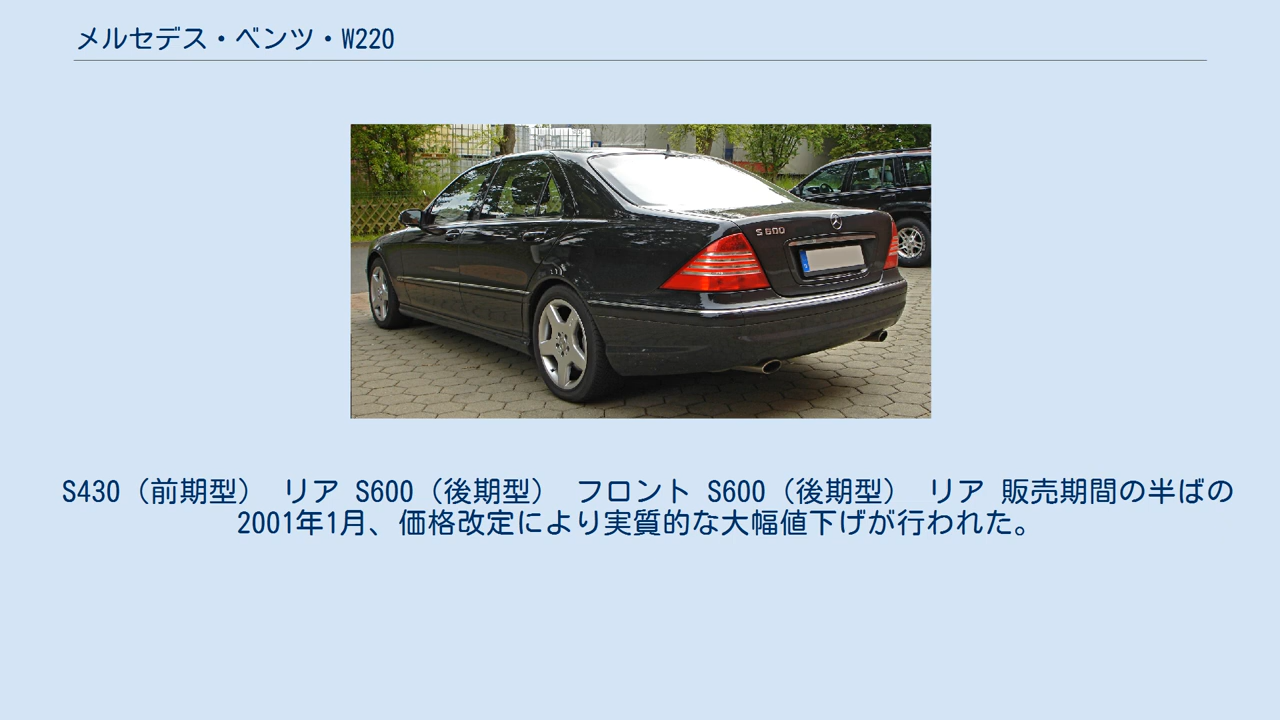 メルセデス・ベンツ・W220
S 600
S430（前期型） リア S600（後期型） フロント S600（後期型） リア 販売期間の半ばの
2001年1月、価格改定により実質的な大幅値下げが行われた。